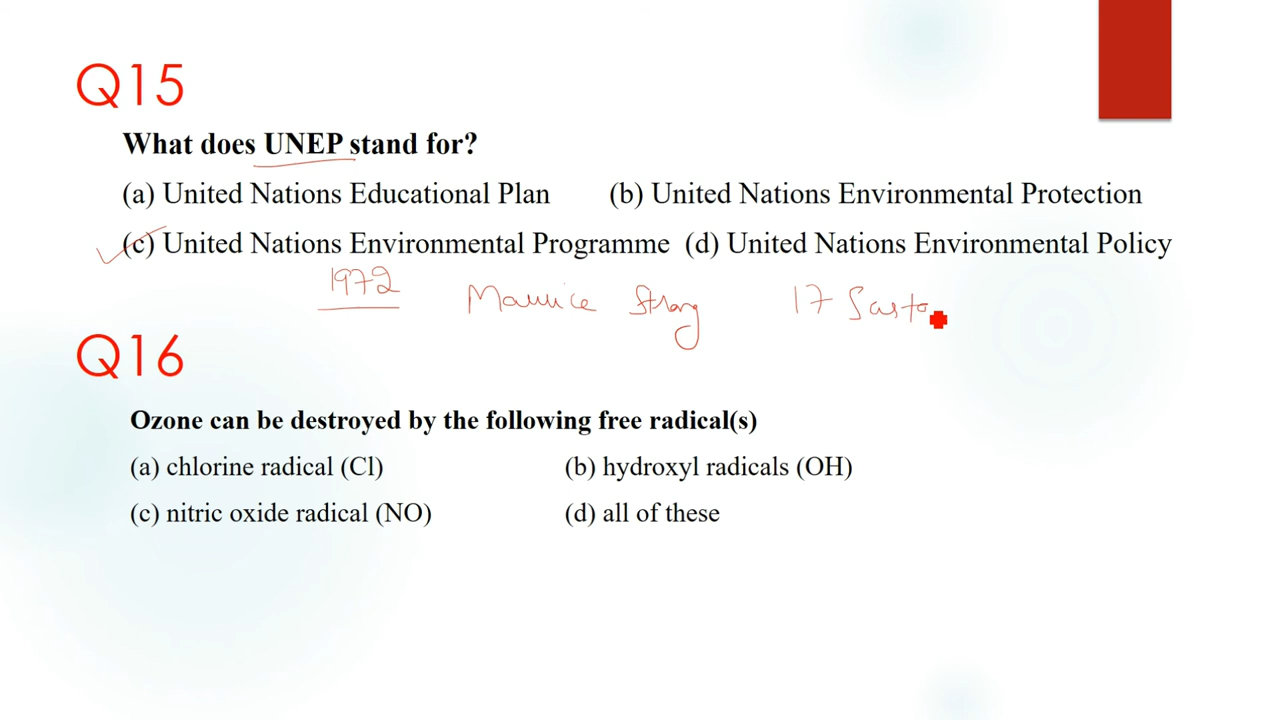 Q15
What does UNEP stand for?
(a) United Nations Educational Plan (b) United Nations Environmental Protection
(c) United Nations Environmental Programme (d) United Nations Environmental Policy
1972 Maurice Strong 17
Q16
Ozone can be destroyed by the following free radical(s)
(a) chlorine radical (Cl) (b) hydroxyl radicals (OH)
(c) nitric oxide radical (NO) (d) all of these